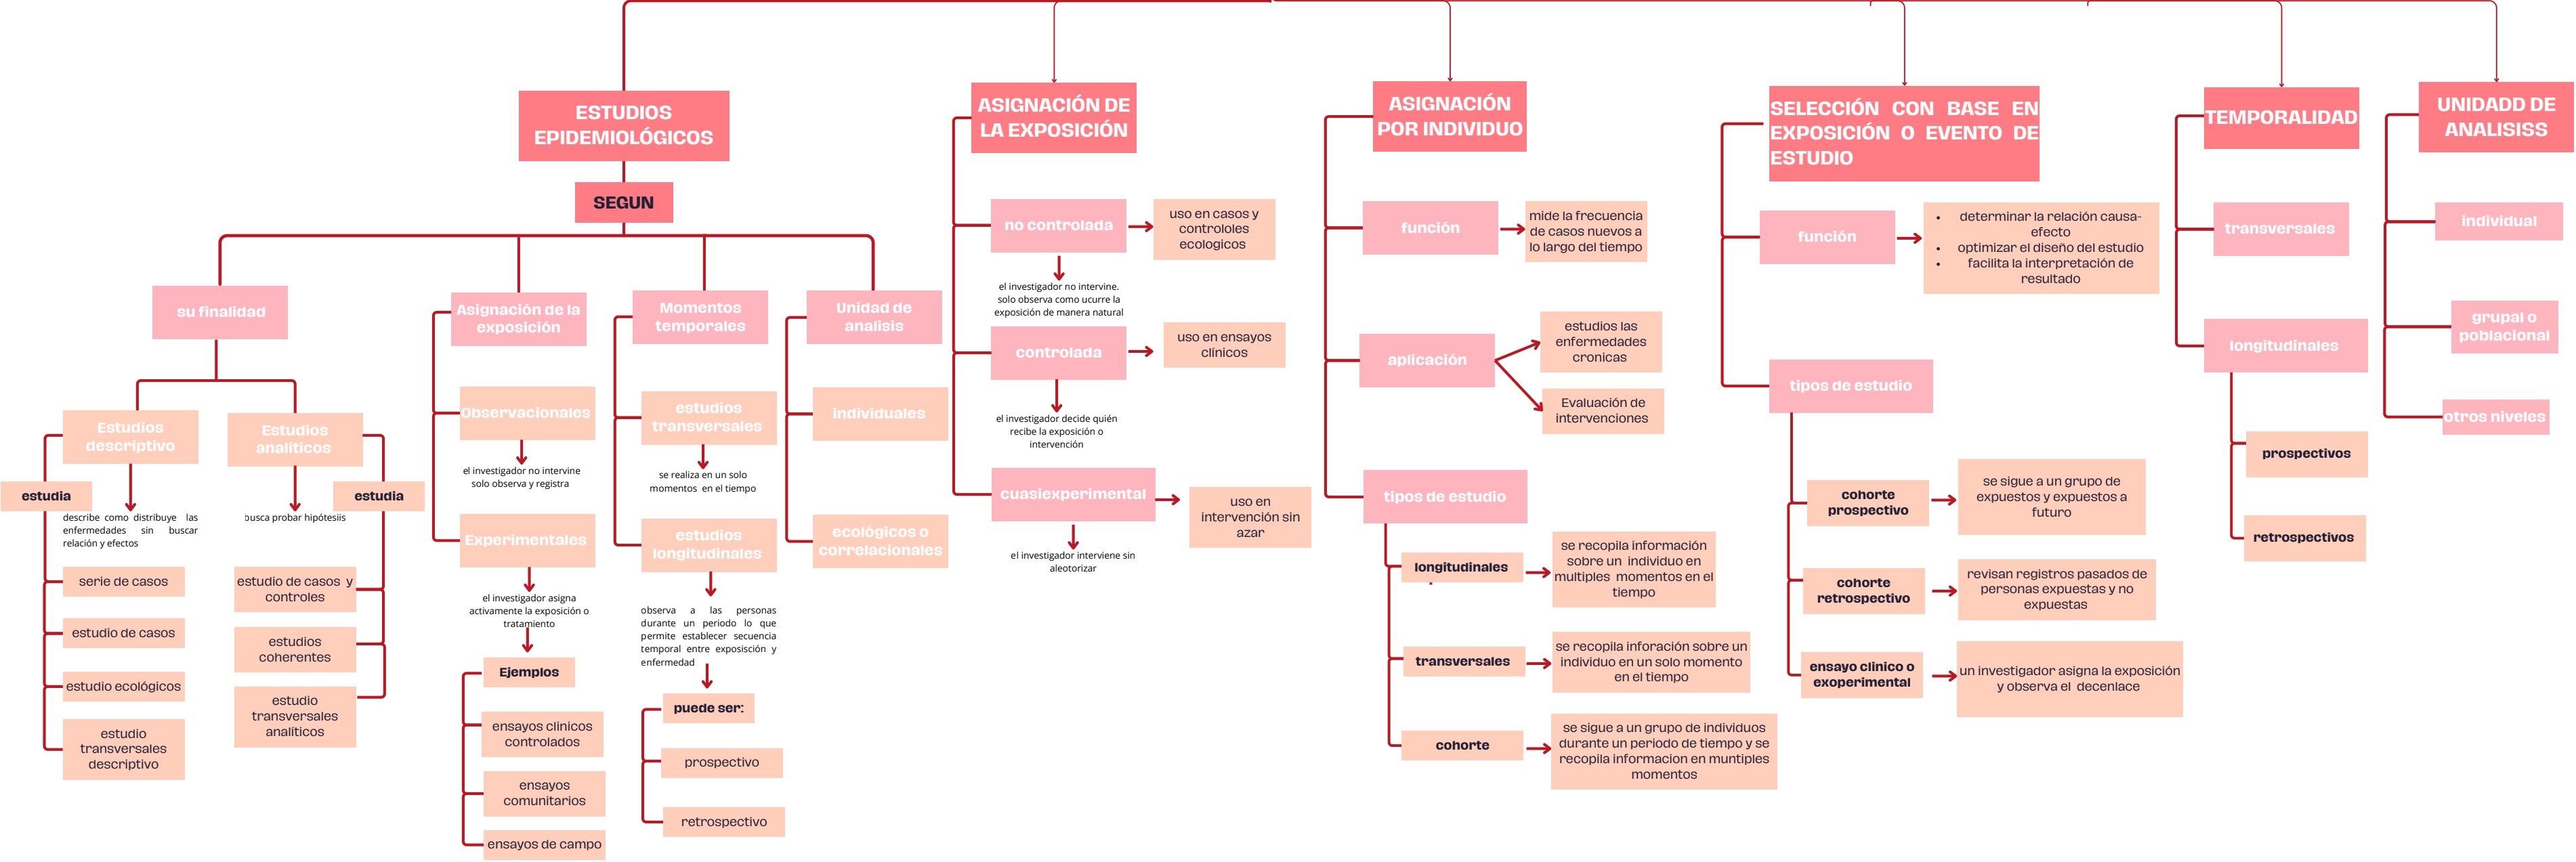 ESTUDIOS
EPIDEMIOLÓGICOS
SEGUN
su finalidad
Estudios
descriptivo
estudia
describe como distribuye las
enfermedades sin buscar
relación y efectos
serie de casos
estudio de casos
estudio ecológicos
estudio
transversales
descriptivo
Estudios
analíticos
estudia
busca probar hipótesiis
estudio de casos y
controles
estudios
coherentes
estudio
transversales
analíticos
Asignación de la
exposición
Observacionales
el investigador no intervine
solo observa y registra
Experimentales
el investigador asigna
activamente la exposición o
tratamiento
Ejemplos
ensayos clinicos
controlados
ensayos
comunitarios
ensayos de campo
Momentos
temporales
estudios
transversales
se realiza en un solo
momentos en el tiempo
estudios
longitudinales
observa a las personas
durante un periodo lo que
permite establecer secuencia
temporal entre exposisción y
enfermedad
puede ser:
prospectivo
retrospectivo
Unidad de
analisis
individuales
ecológicos o
correlacionales
ASIGNACIÓN DE
LA EXPOSICIÓN
no controlada
uso en casos y
controloles
ecologicos
el investigador no intervine.
solo observa como ucurre la
exposición de manera natural
controlada
uso en ensayos
clínicos
el investigador decide quién
recibe la exposición o
intervención
cuasiexperimental
uso en
intervención sin
azar
el investigador interviene sin
aleotorizar
ASIGNACIÓN
POR INDIVIDUO
función
mide la frecuencia
de casos nuevos a
lo largo del tiempo
aplicación
estudios las
enfermedades
cronicas
Evaluación de
intervenciones
tipos de estudio
longitudinales
se recopila información
sobre un individuo en
multiples momentos en el
tiempo
transversales
se recopila inforación sobre un
individuo en un solo momento
en el tiempo
cohorte
se sigue a un grupo de individuos
durante un periodo de tiempo y se
recopila informacion en muntiples
momentos
SELECCIÓN CON BASE EN
EXPOSICIÓN O EVENTO DE
ESTUDIO
función
• determinar la relación causa-
efecto
• optimizar el diseño del estudio
• facilita la interpretación de
resultado
tipos de estudio
cohorte
prospectivo
se sigue a un grupo de
expuestos y expuestos a
futuro
cohorte
retrospectivo
revisan registros pasados de
personas expuestas y no
expuestas
ensayo clinico o
exoperimental
un investigador asigna la exposición
y observa el decenlace
TEMPORALIDAD
transversales
longitudinales
prospectivos
retrospectivos
UNIDADD DE
ANALISISS
individual
grupal o
poblacional
otros niveles